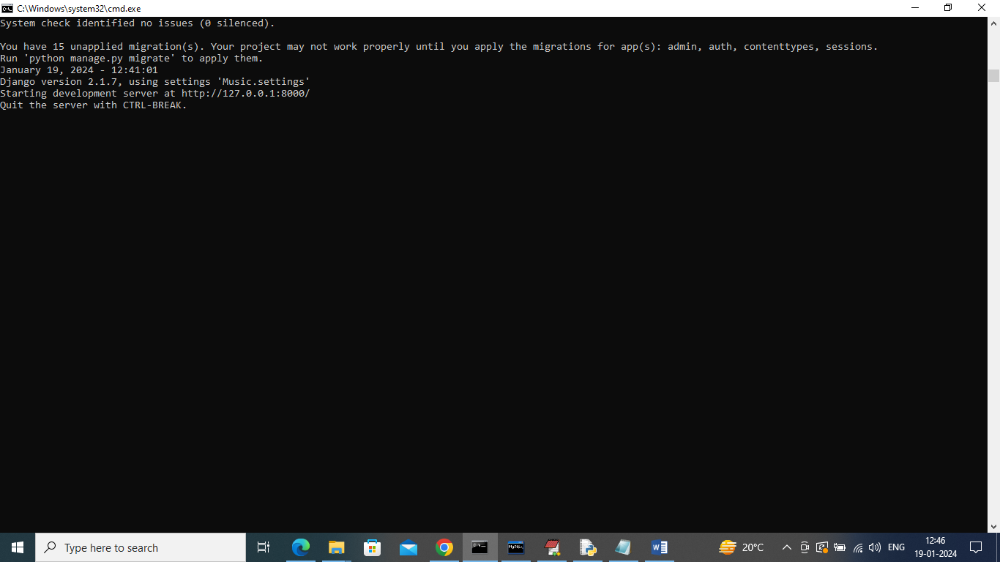 C:\Windows\system32\cmd.exe
System check identified no issues (0 silenced).
You have 15 unapplied migration(s). Your project may not work properly until you apply the migrations for app(s): admin, auth, contenttypes, sessions.
Run 'python manage.py migrate' to apply them.
January 19, 2024 - 12:41:01
Django version 2.1.7, using settings 'Music.settings'
Starting development server at http://127.0.0.1:8000/
Quit the server with CTRL-BREAK.
Type here to search
20°C
ENG
12:46
19-01-2024